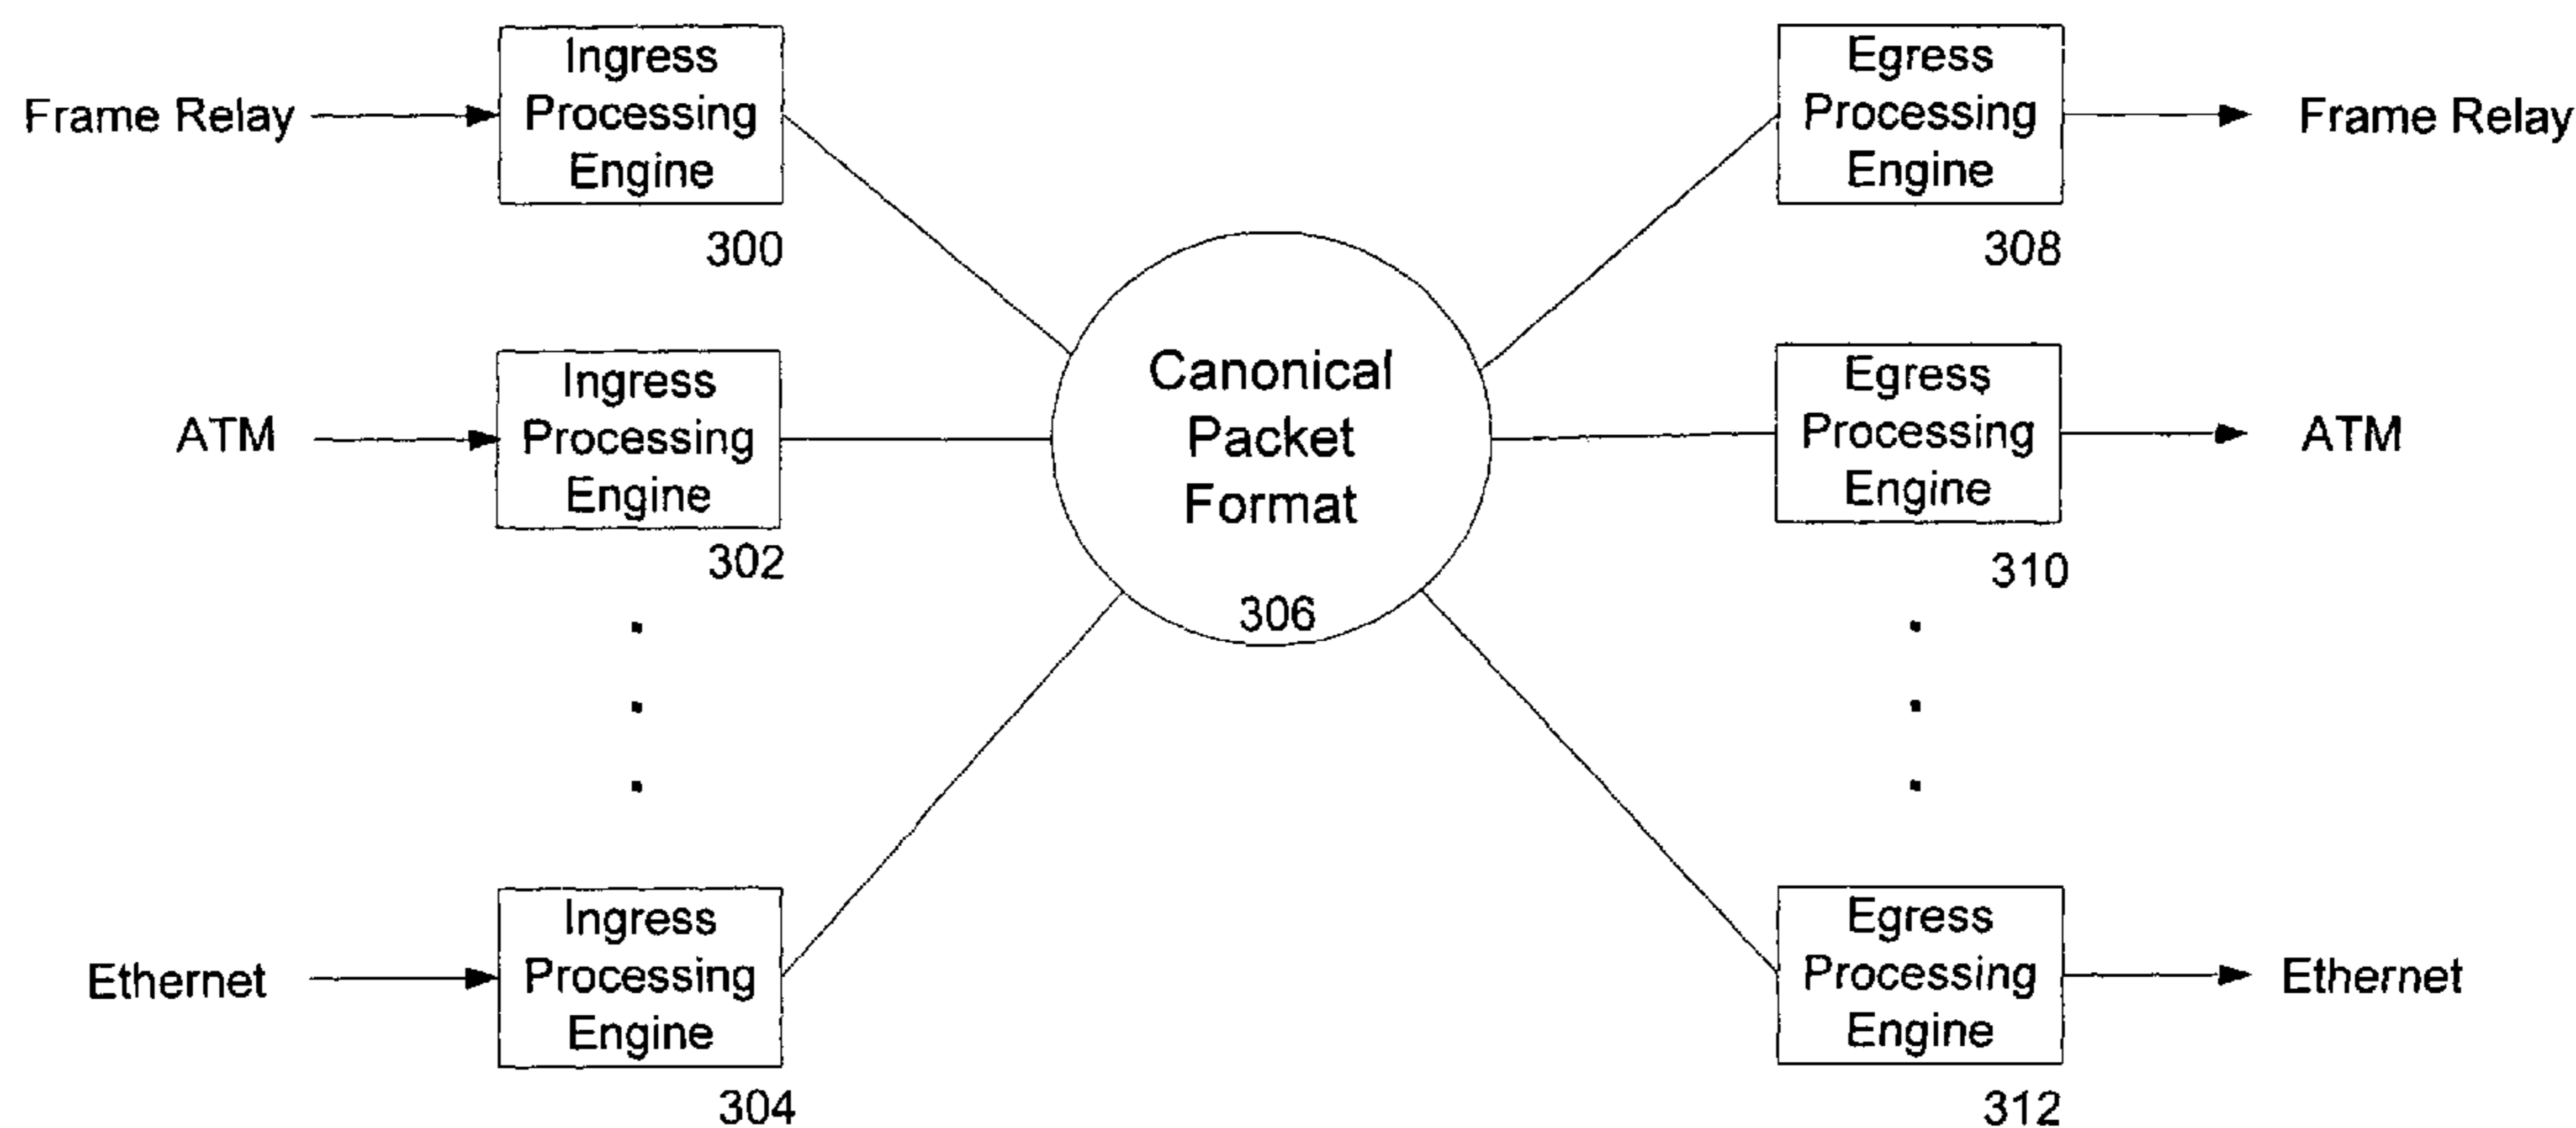 Frame Relay
Ingress
Processing
Engine
300
ATM
Ingress
Processing
Engine
302
Ethernet
Ingress
Processing
Engine
304
Canonical
Packet
Format
306
Egress
Processing
Engine
308
Frame Relay
Egress
Processing
Engine
310
ATM
Egress
Processing
Engine
312
Ethernet